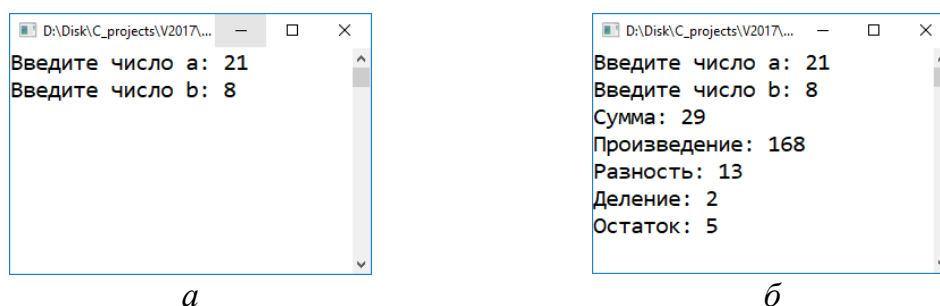 D:\Disk\C_projects\V2017\...
Введите число a: 21
Введите число b: 8
а
D:\Disk\C_projects\V2017\...
Введите число a: 21
Введите число b: 8
Сумма: 29
Произведение: 168
Разность: 13
Деление: 2
Остаток: 5
б